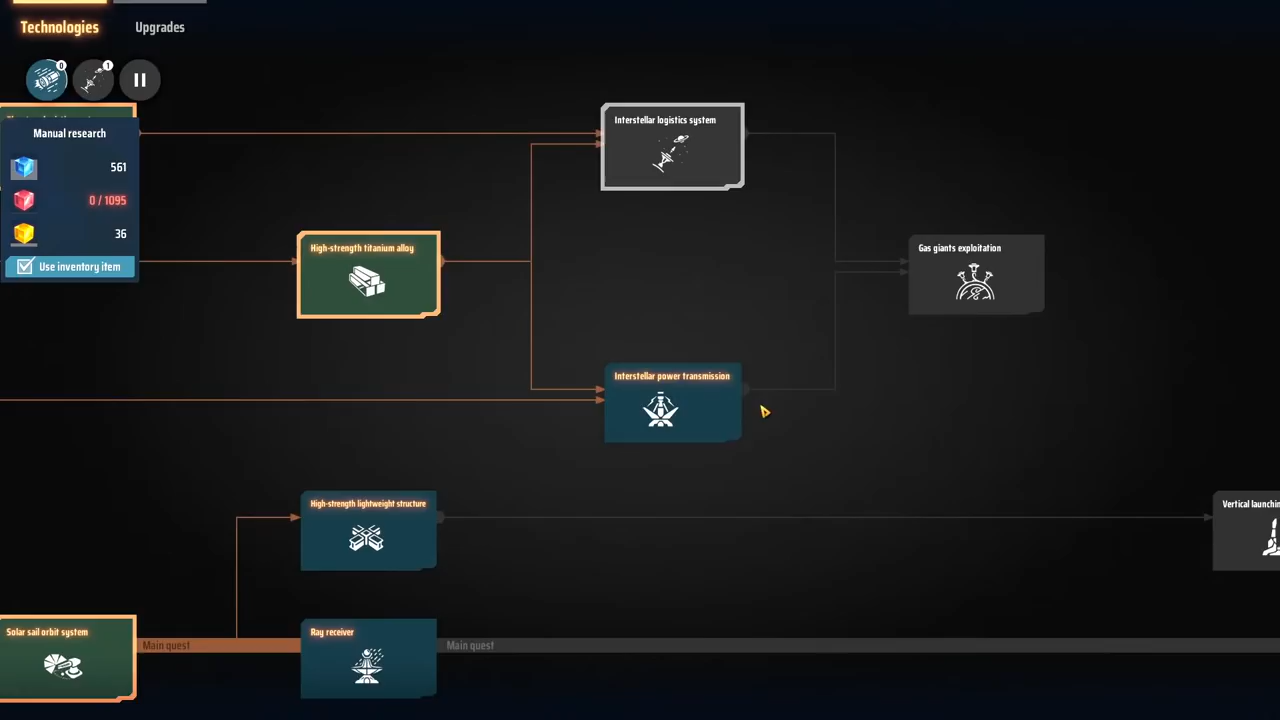 Technologies
Upgrades
0
1
Manual research
561
0 / 1095
36
Use inventory item
Interstellar logistics system
High-strength titanium alloy
Gas giants exploitation
Interstellar power transmission
High-strength lightweight structure
Vertical launchin
Solar sail orbit system
Main quest
Ray receiver
Main quest